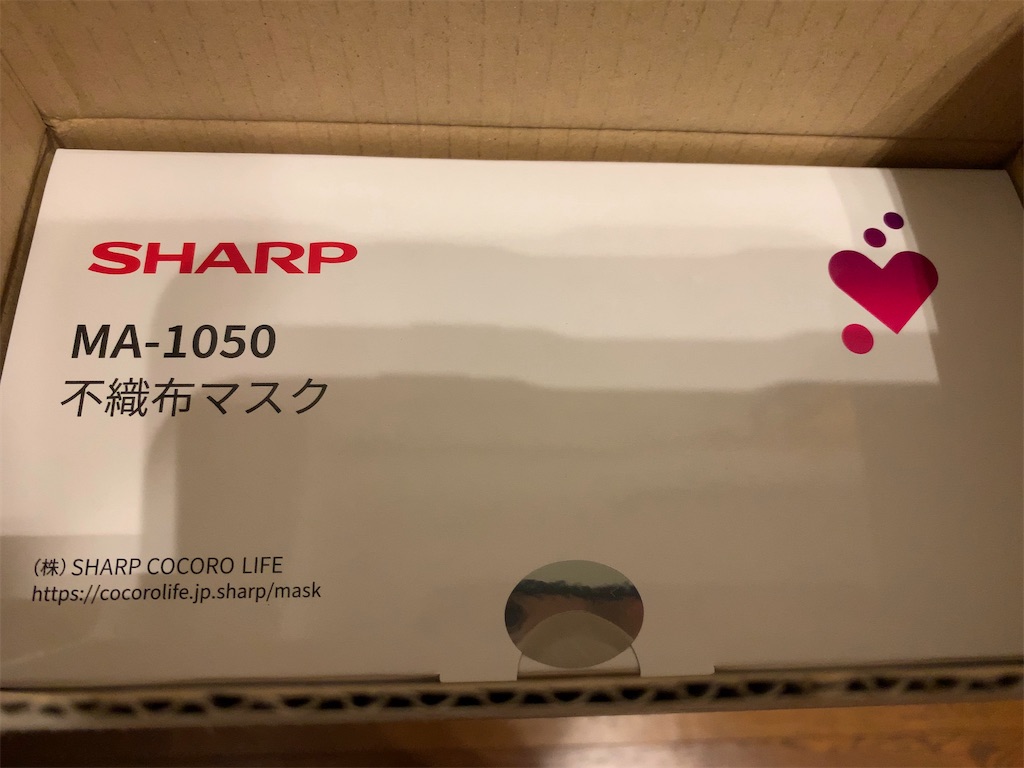 SHARP
MA-1050
不織布マスク
（株）SHARP COCORO LIFE
https://cocorolife.jp.sharp/mask